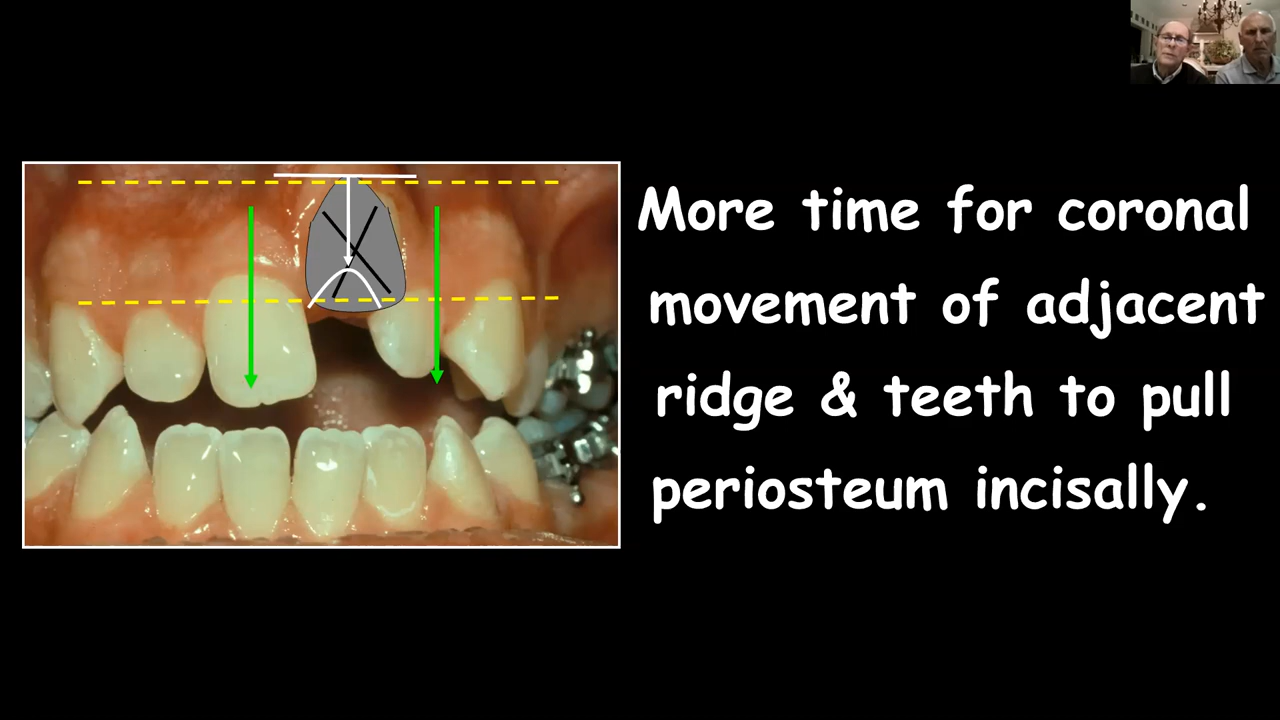 More time for coronal
movement of adjacent
ridge & teeth to pull
periosteum incisally.